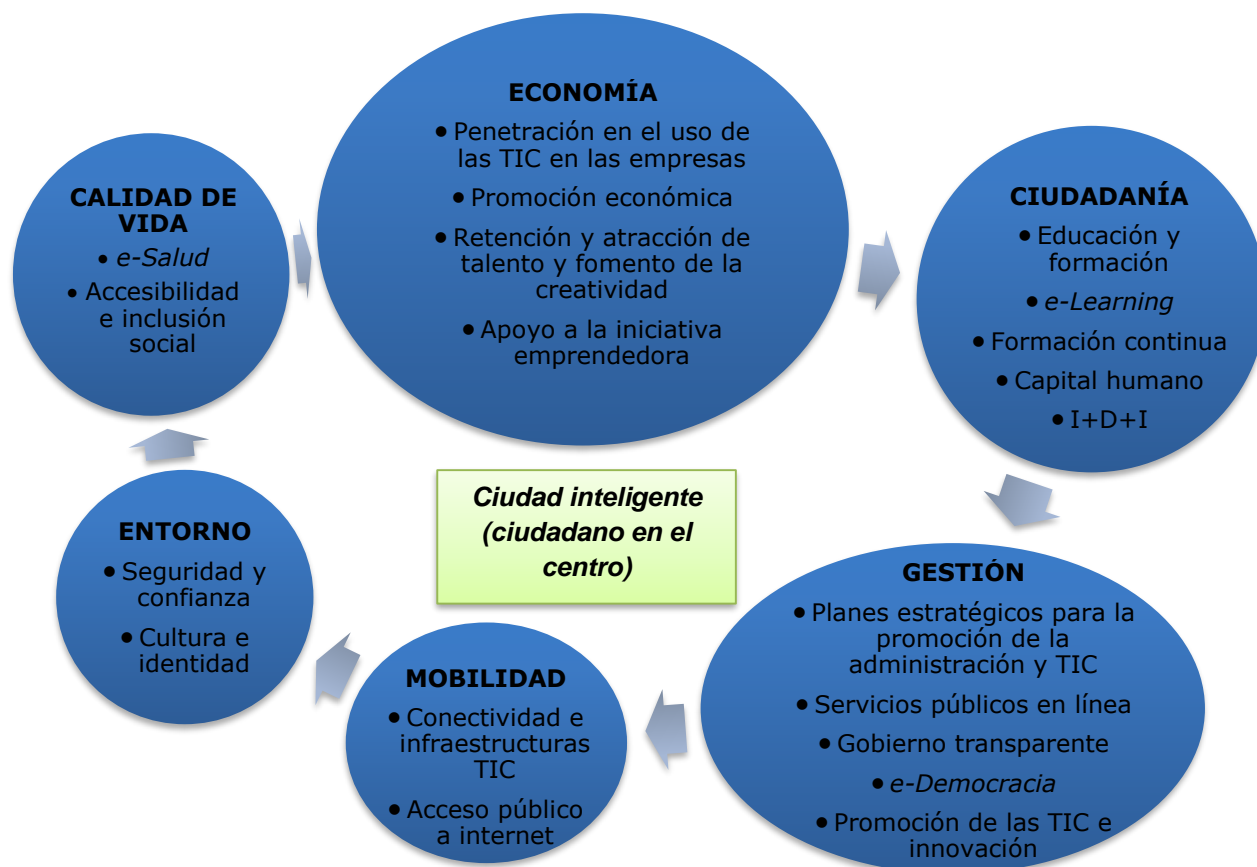 ECONOMÍA
• Penetración en el uso de
las TIC en las empresas
• Promoción económica
• Retención y atracción de
talento y fomento de la
creatividad
• Apoyo a la iniciativa
emprendedora
CIUDADANÍA
• Educación y
formación
• e-Learning
• Formación continua
• Capital humano
• I+D+I
GESTIÓN
• Planes estratégicos para la
promoción de la
administración y TIC
• Servicios públicos en línea
• Gobierno transparente
• e-Democracia
• Promoción de las TIC e
innovación
MOBILIDAD
• Conectividad e
infraestructuras
TIC
• Acceso público
a internet
ENTORNO
• Seguridad y
confianza
• Cultura e
identidad
CALIDAD DE
VIDA
• e-Salud
• Accesibilidad
e inclusión
social
Ciudad inteligente
(ciudadano en el
centro)